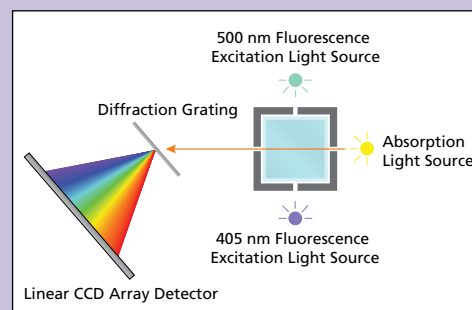 500 nm Fluorescence
Excitation Light Source
Diffraction Grating
Absorption
Light Source
405 nm Fluorescence
Excitation Light Source
Linear CCD Array Detector